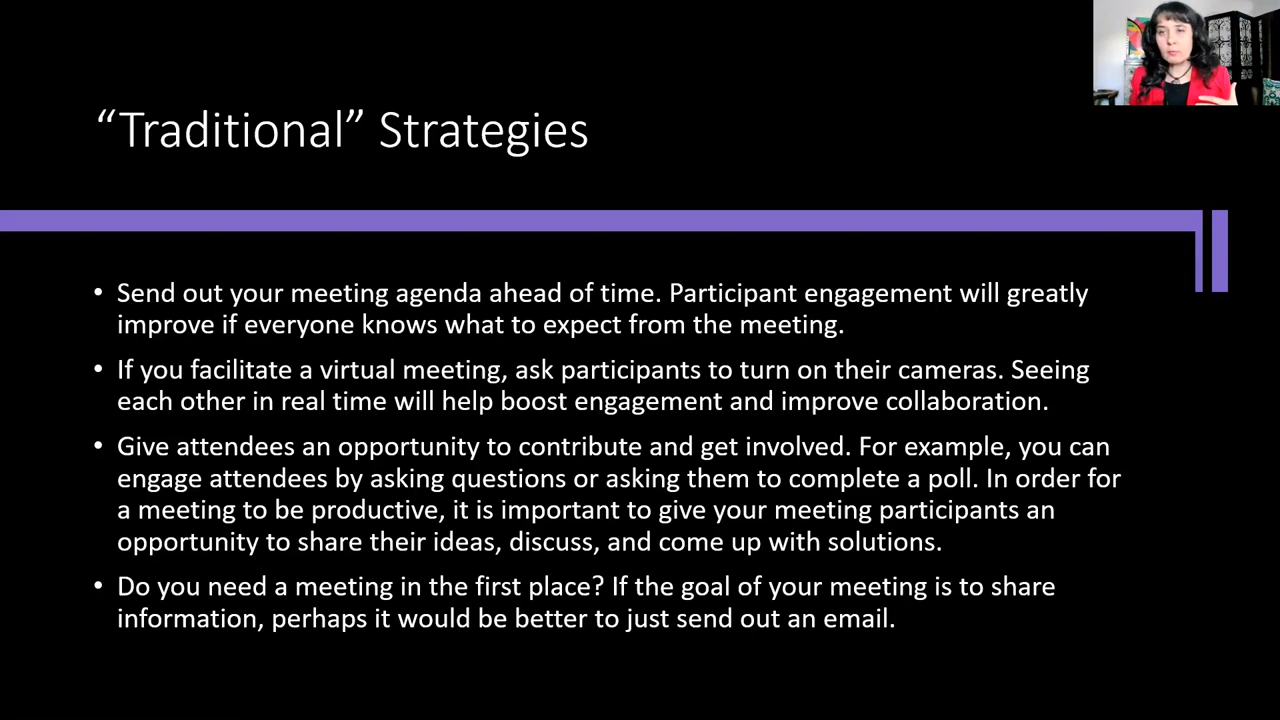 “Traditional” Strategies
• Send out your meeting agenda ahead of time. Participant engagement will greatly
improve if everyone knows what to expect from the meeting.
• If you facilitate a virtual meeting, ask participants to turn on their cameras. Seeing
each other in real time will help boost engagement and improve collaboration.
• Give attendees an opportunity to contribute and get involved. For example, you can
engage attendees by asking questions or asking them to complete a poll. In order for
a meeting to be productive, it is important to give your meeting participants an
opportunity to share their ideas, discuss, and come up with solutions.
• Do you need a meeting in the first place? If the goal of your meeting is to share
information, perhaps it would be better to just send out an email.